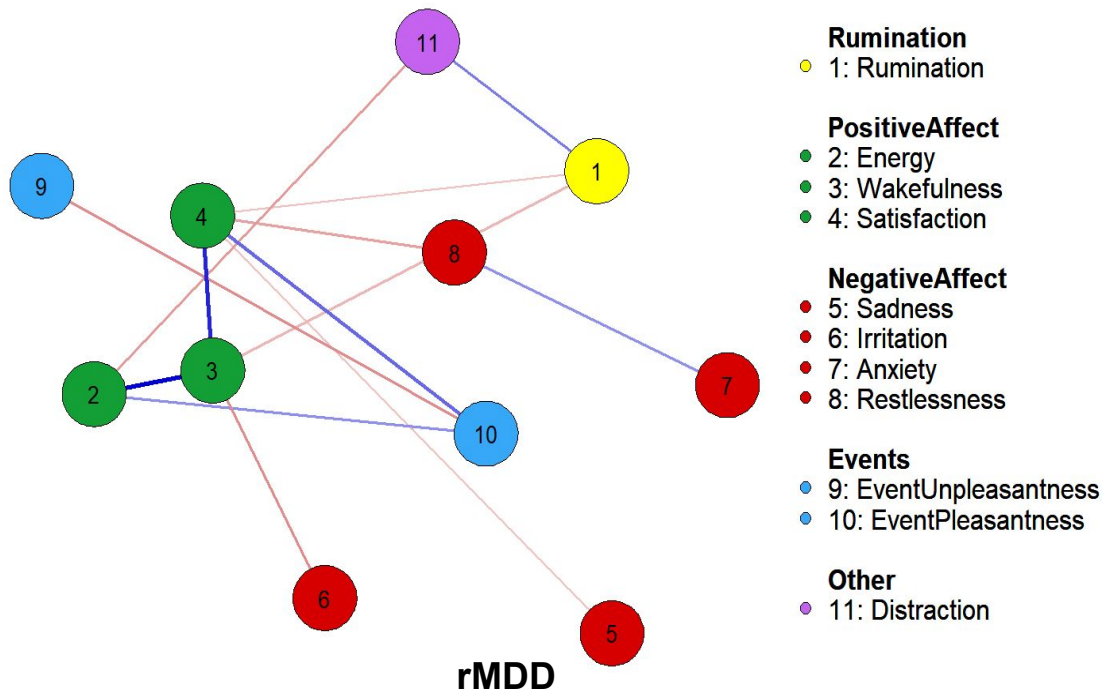 11
1
9
4
8
3
2
7
10
6
5
rMDD
Rumination
1: Rumination
PositiveAffect
2: Energy
3: Wakefulness
4: Satisfaction
NegativeAffect
5: Sadness
6: Irritation
7: Anxiety
8: Restlessness
Events
9: EventUnpleasantness
10: EventPleasantness
Other
11: Distraction